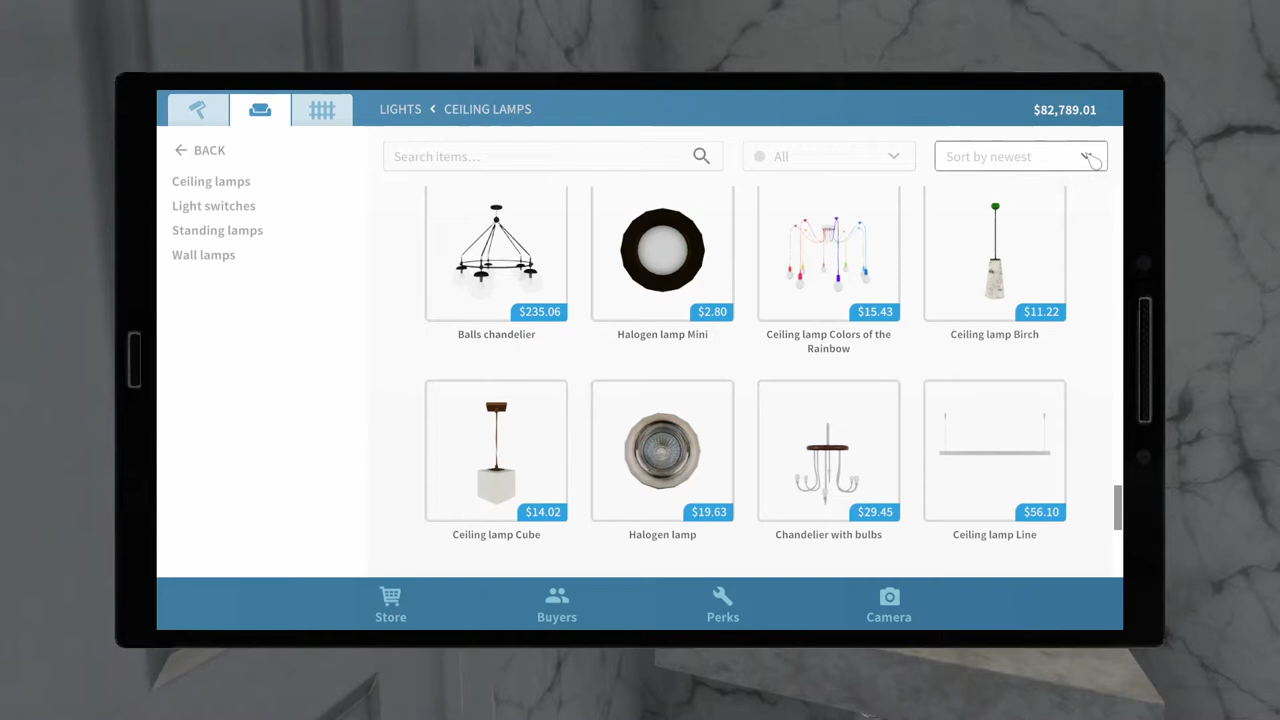 LIGHTS < CEILING LAMPS
$82,789.01
BACK
Ceiling lamps
Light switches
Standing lamps
Wall lamps
Search items...
All
Sort by newest
$235.06
$2.80
$15.43
$11.22
Balls chandelier
Halogen lamp Mini
Ceiling lamp Colors of the
Rainbow
Ceiling lamp Birch
$14.02
$19.63
$29.45
$56.10
Ceiling lamp Cube
Halogen lamp
Chandelier with bulbs
Ceiling lamp Line
Store
Buyers
Perks
Camera